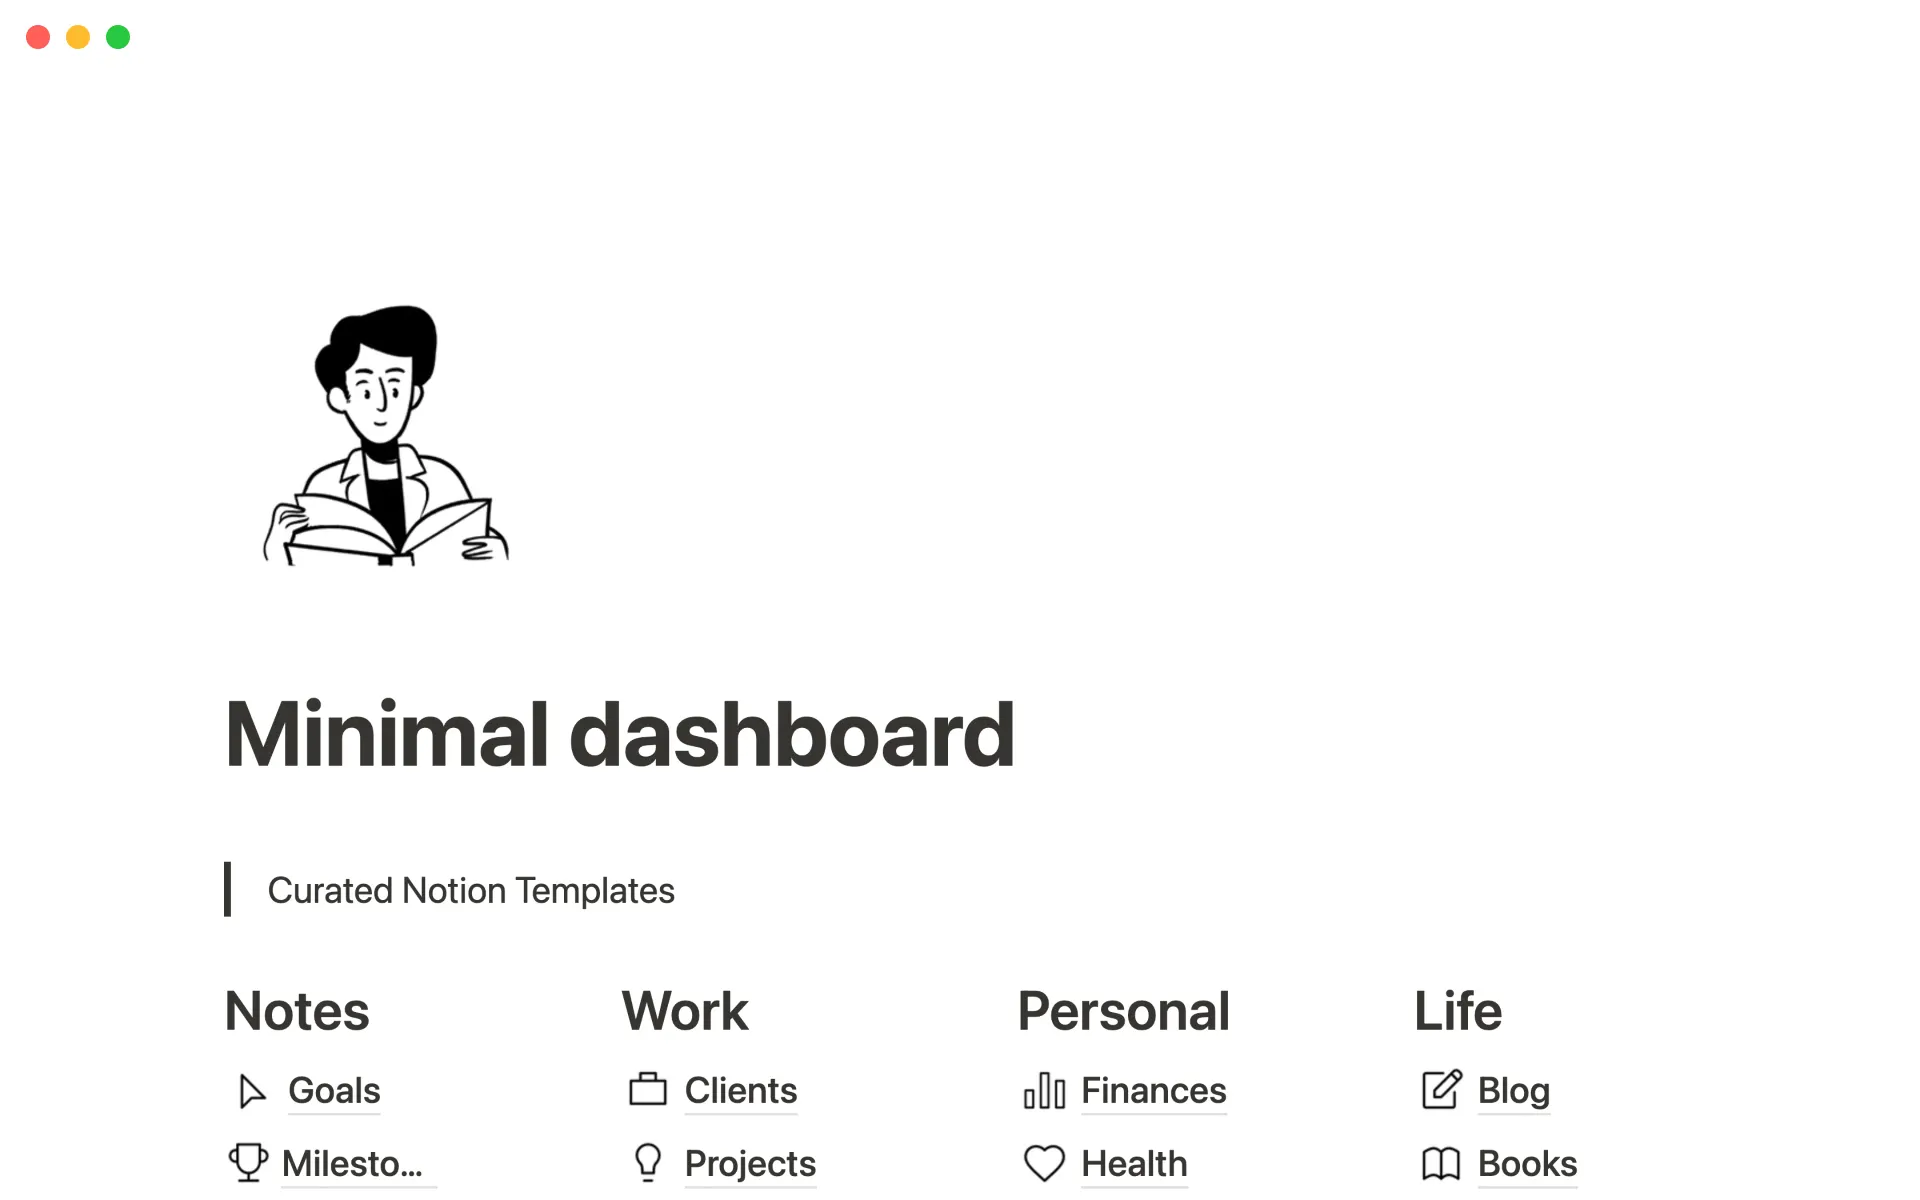 Minimal dashboard
Curated Notion Templates
Notes
Goals
Milesto...
Work
Clients
Projects
Personal
Finances
Health
Life
Blog
Books